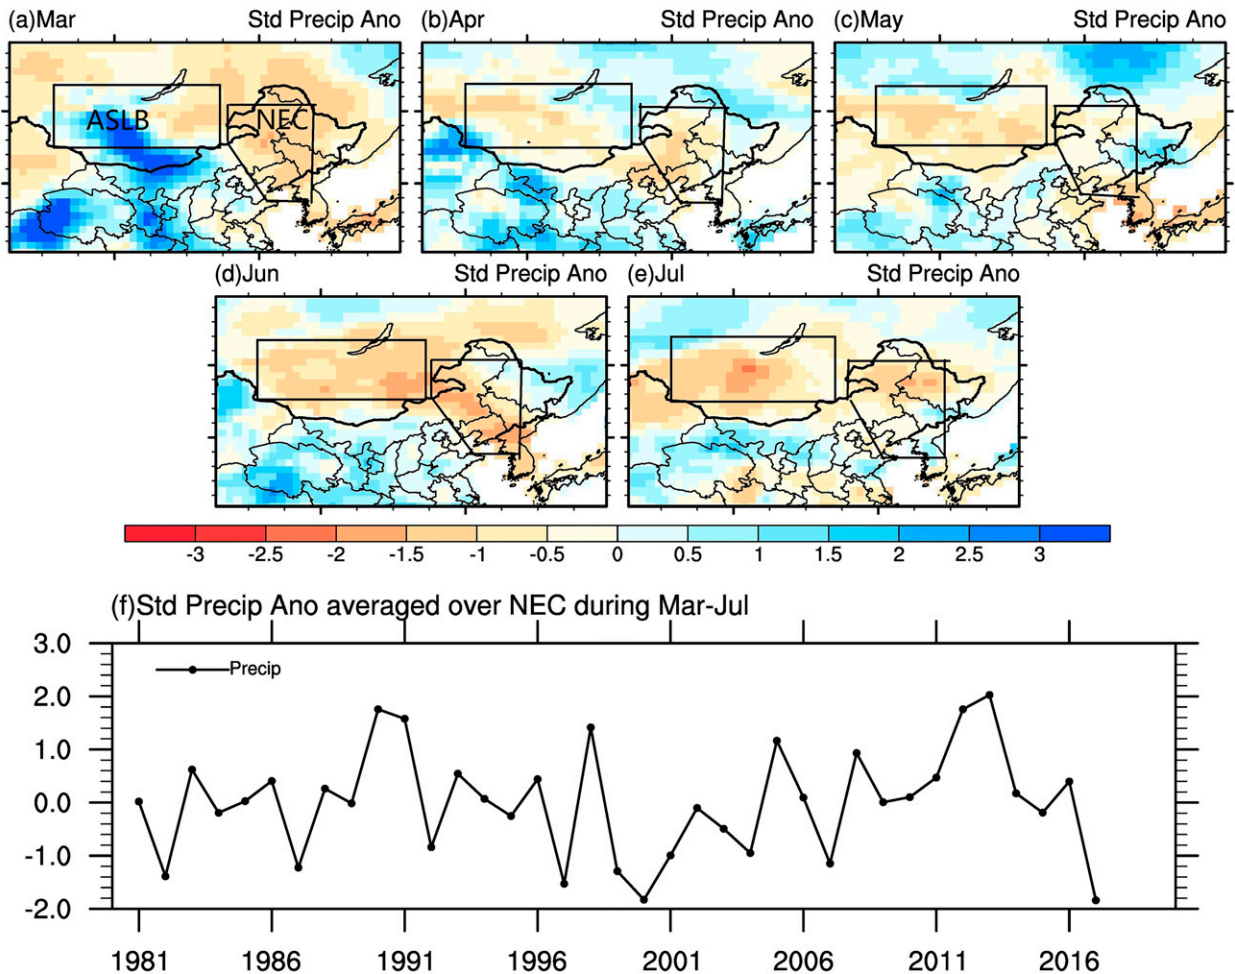 (a)Mar Std Precip Ano
(b)Apr Std Precip Ano
(c)May Std Precip Ano
ASLB NEC
(d)Jun Std Precip Ano
(e)Jul Std Precip Ano
-3 -2.5 -2 -1.5 -1 -0.5 0 0.5 1 1.5 2 2.5 3
(f)Std Precip Ano averaged over NEC during Mar-Jul
3.0
Precip
2.0
1.0
0.0
-1.0
-2.0
1981 1986 1991 1996 2001 2006 2011 2016